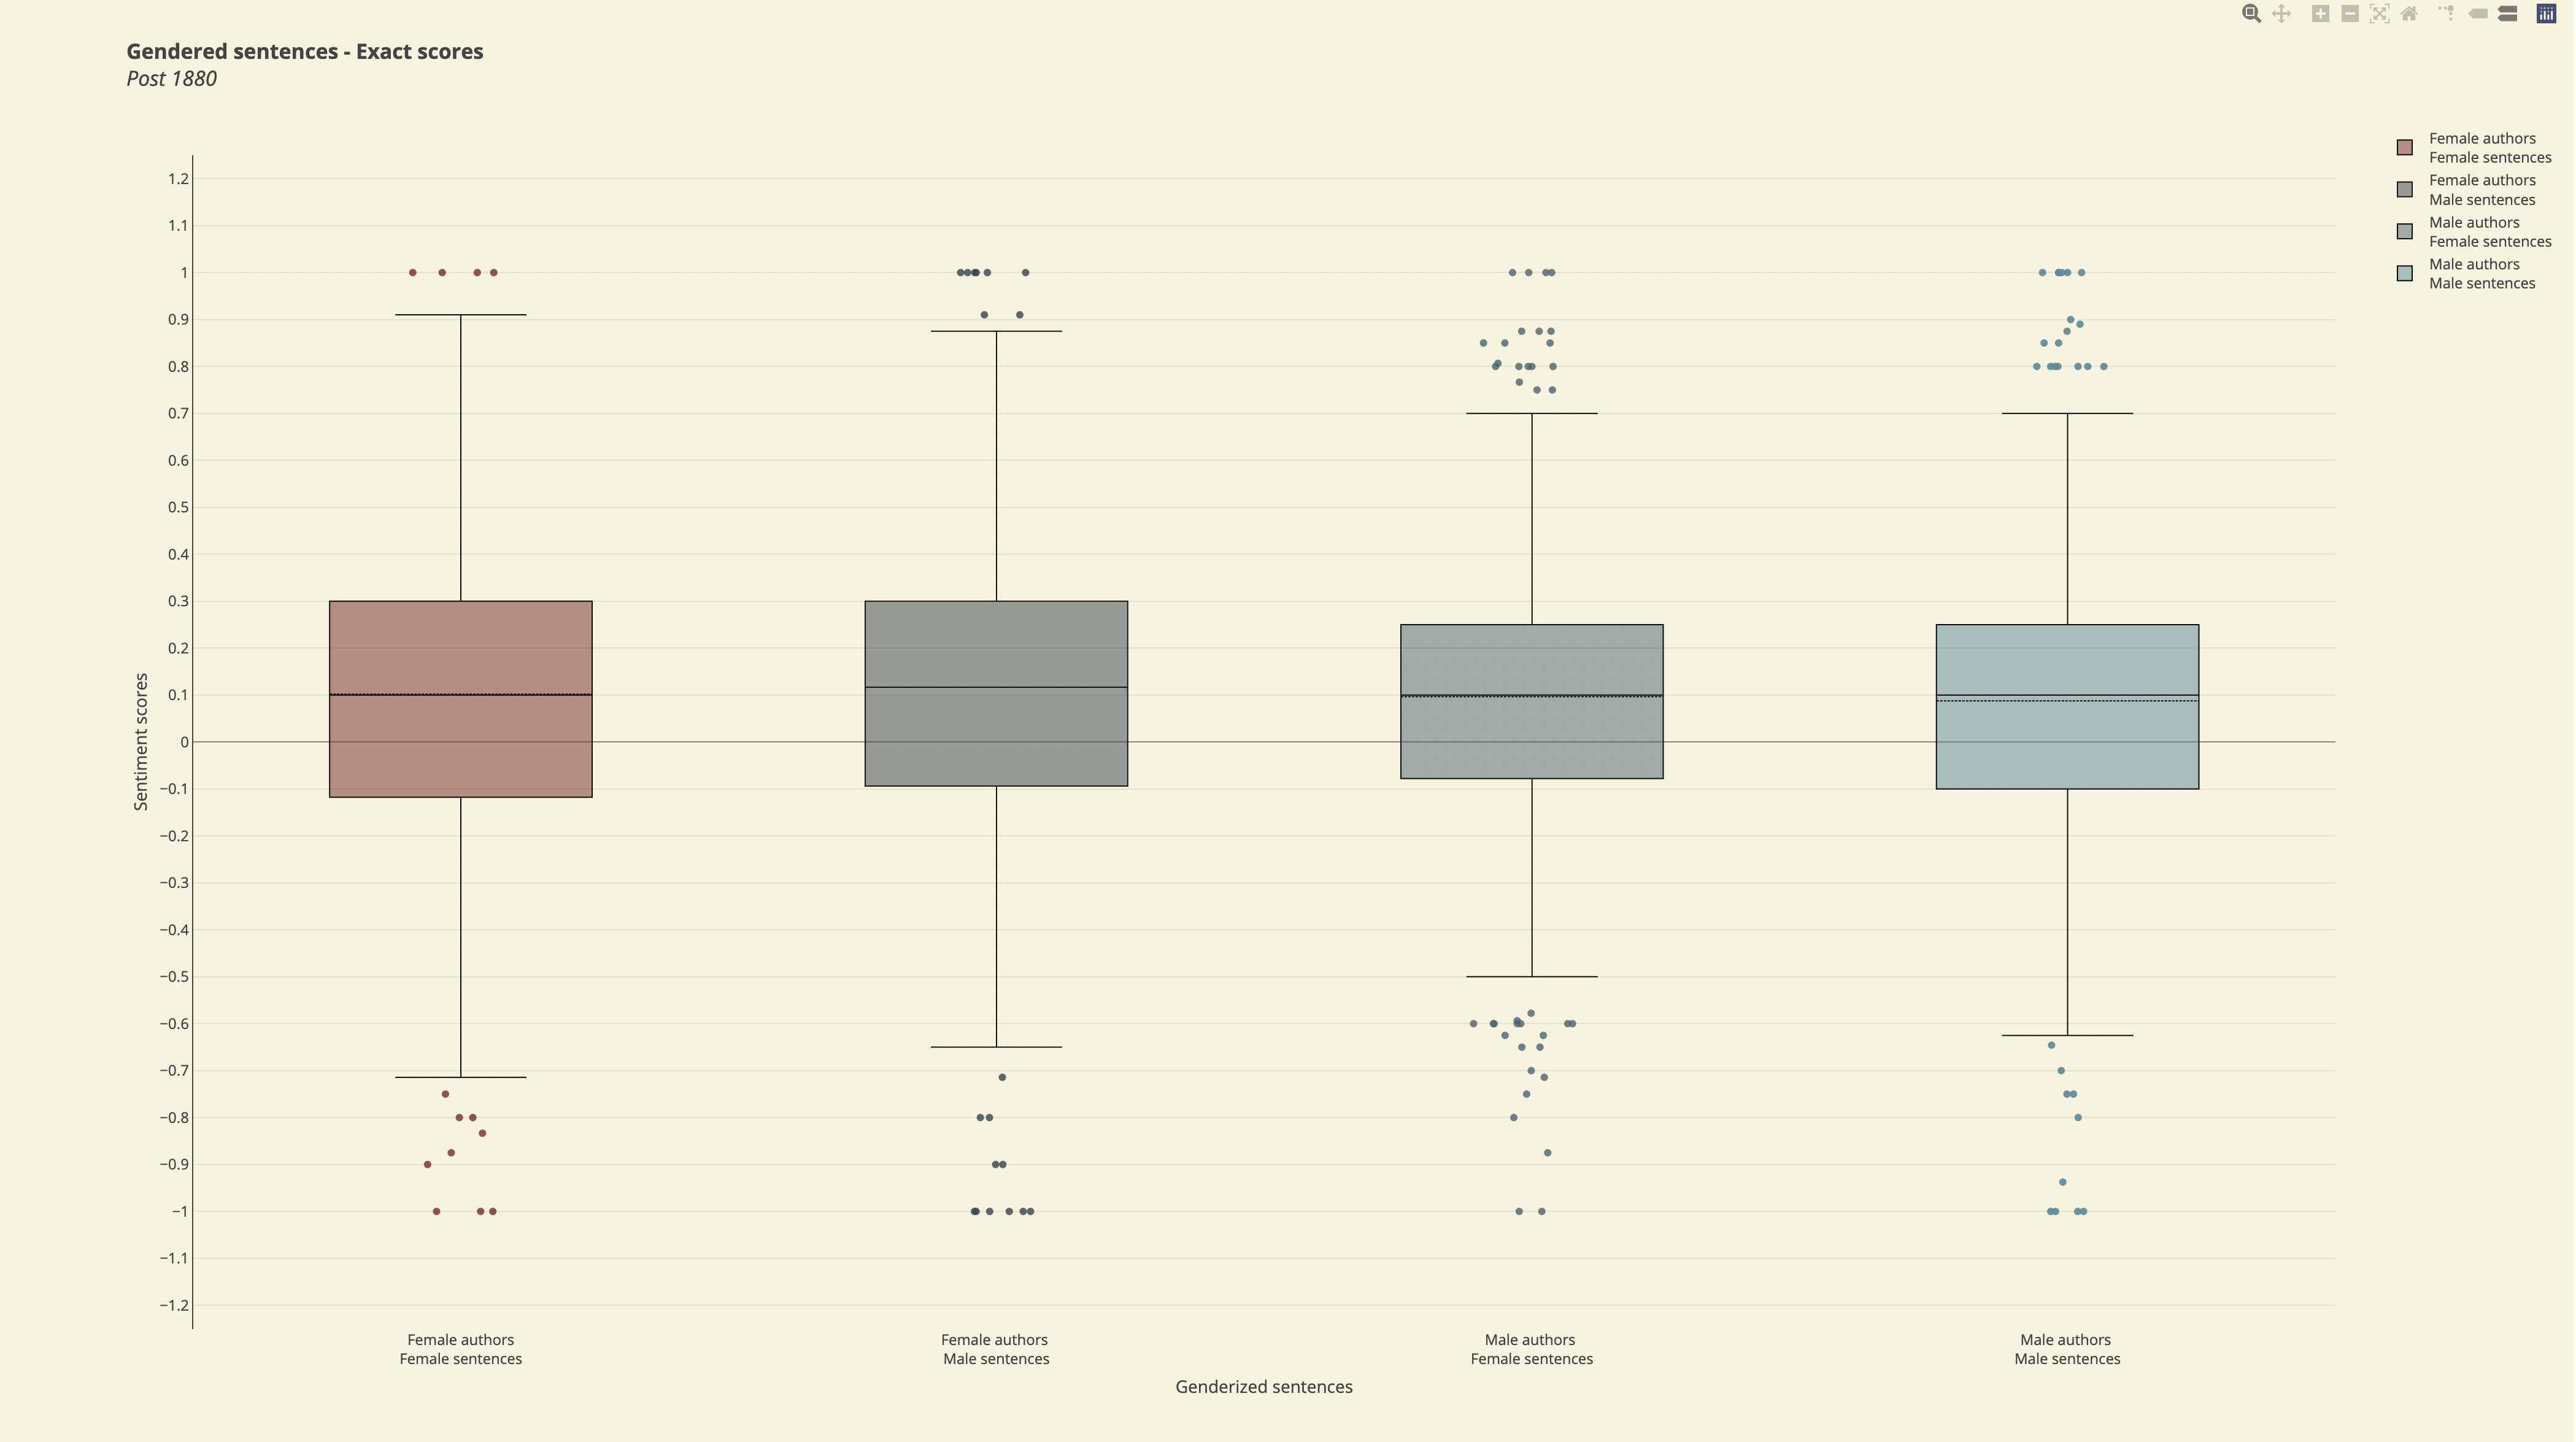 Gendered sentences - Exact scores
Post 1880
Female authors
Female sentences
Female authors
Male sentences
Male authors
Female sentences
Male authors
Male sentences
Sentiment scores
1.2
1.1
1
0.9
0.8
0.7
0.6
0.5
0.4
0.3
0.2
0.1
0
−0.1
−0.2
−0.3
−0.4
−0.5
−0.6
−0.7
−0.8
−0.9
−1
−1.1
−1.2
Female authors
Female sentences
Female authors
Male sentences
Male authors
Female sentences
Male authors
Male sentences
Genderized sentences